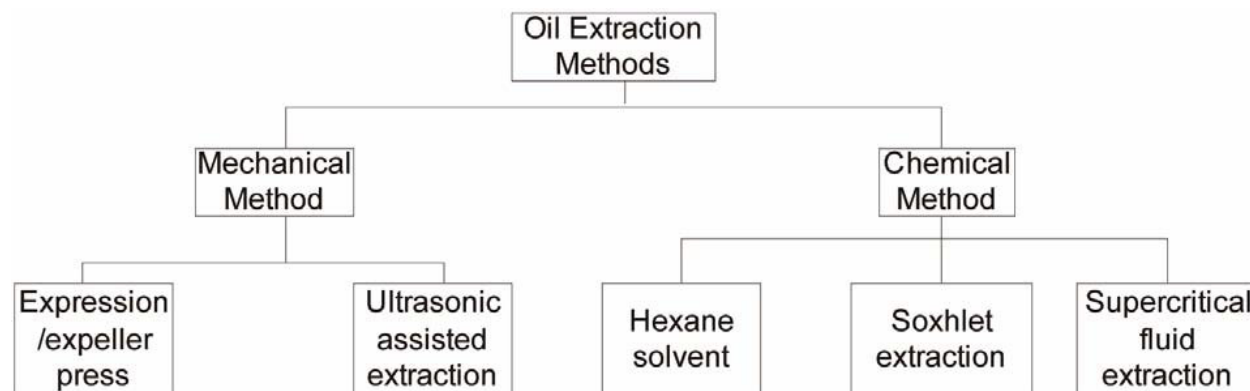 Oil Extraction
Methods
Mechanical
Method
Chemical
Method
Expression
/expeller
press
Ultrasonic
assisted
extraction
Hexane
solvent
Soxhlet
extraction
Supercritical
fluid
extraction